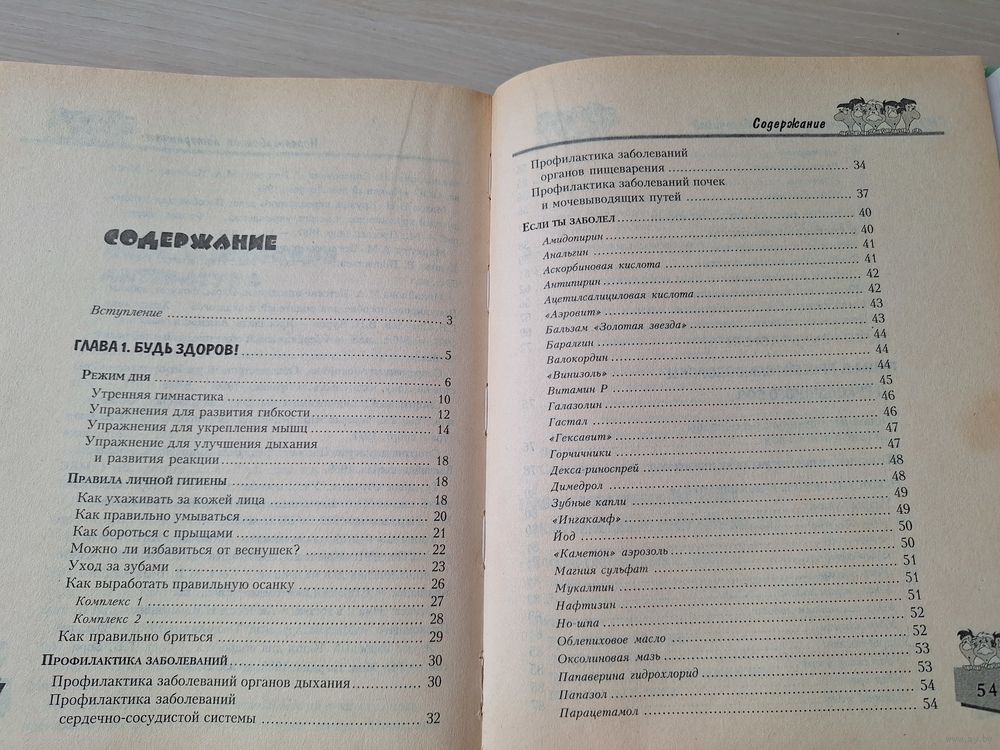 СОДЕРЖАНИЕ
Вступление 3
ГЛАВА 1. БУДЬ ЗДОРОВ! 5
Режим дня 6
Утренняя гимнастика 10
Упражнения для развития гибкости 12
Упражнения для укрепления мышц 14
Упражнение для улучшения дыхания
и развития реакции 18
Правила личной гигиены 18
Как ухаживать за кожей лица 18
Как правильно умываться 20
Как бороться с прыщами 21
Можно ли избавиться от веснушек? 22
Уход за зубами 23
Как выработать правильную осанку 26
Комплекс 1 27
Комплекс 2 28
Как правильно бриться 29
Профилактика заболеваний 30
Профилактика заболеваний органов дыхания 30
Профилактика заболеваний
сердечно-сосудистой системы 32
Содержание
Профилактика заболеваний
органов пищеварения 34
Профилактика заболеваний почек
и мочевыводящих путей 37
Если ты заболел 40
Амидопирин 40
Анальгин 41
Аскорбиновая кислота 41
Антипирин 42
Ацетилсалициловая кислота 42
«Аэровит» 43
Бальзам «Золотая звезда» 43
Баралгин 44
Валокордин 44
«Винизоль» 44
Витамин Р 45
Галазолин 46
Гастал 46
«Гексавит» 47
Горчичники 47
Декса-риноспрей 48
Димедрол 48
Зубные капли 49
«Ингакамф» 49
Йод 50
«Каметон» аэрозоль 50
Магния сульфат 51
Мукалтин 51
Нафтизин 51
Но-шпа 52
Облепиховое масло 52
Оксолиновая мазь 53
Папаверина гидрохлорид 53
Папазол 54
Парацетамол 54
54